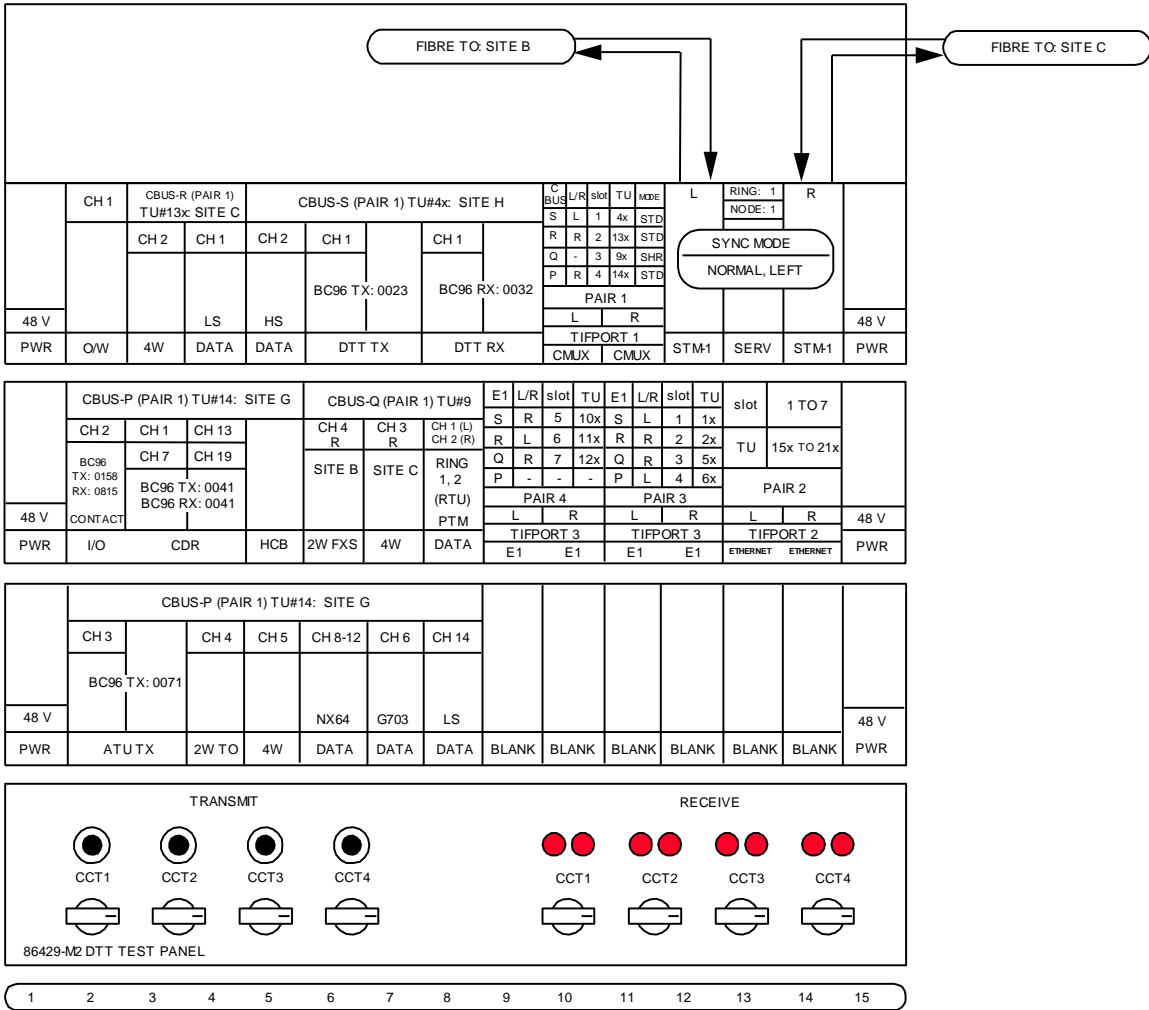 FIBRE TO: SITE B
FIBRE TO: SITE C
CH 1
CBUS-R (PAIR 1)
TU#13x: SITE C
CBUS-S (PAIR 1) TU#4x: SITE H
C BUS L/R slot TU MODE
S L 1 4x STD
R R 2 13x STD
Q - 3 9x SHR
P R 4 14x STD
PAIR 1
L R
TIFPORT 1
CMUX CMUX
L
RING: 1
NODE: 1
R
SYNC MODE
NORMAL, LEFT
CH 2 CH 1 CH 2 CH 1 CH 1
BC96 TX: 0023 BC96 RX: 0032
LS HS
48 V 48 V
PWR O/W 4W DATA DATA DTT TX DTT RX STM-1 SERV STM-1 PWR
CBUS-P (PAIR 1) TU#14: SITE G
CBUS-Q (PAIR 1) TU#9
CH 2 CH 1 CH 13
CH 7 CH 19
BC96
TX: 0158
RX: 0815
CONTACT
BC96 TX: 0041
BC96 RX: 0041
CH 4
R
SITE B
CH 3
R
SITE C
CH 1 (L)
CH 2 (R)
RING
1, 2
(RTU)
PTM
E1 L/R slot TU E1 L/R slot TU
S R 5 10x S L 1 1x
R L 6 11x R R 2 2x
Q R 7 12x Q R 3 5x
P - - - P L 4 6x
PAIR 4 PAIR 3
L R L R
TIFPORT 3 TIFPORT 3
E1 E1 E1 E1
slot 1 TO 7
TU 15x TO 21x
PAIR 2
L R
TIFPORT 2
ETHERNET ETHERNET
48 V 48 V
PWR I/O CDR HCB 2W FXS 4W DATA PWR
CBUS-P (PAIR 1) TU#14: SITE G
CH 3 CH 4 CH 5 CH 8-12 CH 6 CH 14
BC96 TX: 0071
NX64 G703 LS
48 V 48 V
PWR ATU TX 2W TO 4W DATA DATA DATA BLANK BLANK BLANK BLANK BLANK BLANK PWR
TRANSMIT RECEIVE
CCT1 CCT2 CCT3 CCT4 CCT1 CCT2 CCT3 CCT4
86429-M2 DTT TEST PANEL
1 2 3 4 5 6 7 8 9 10 11 12 13 14 15